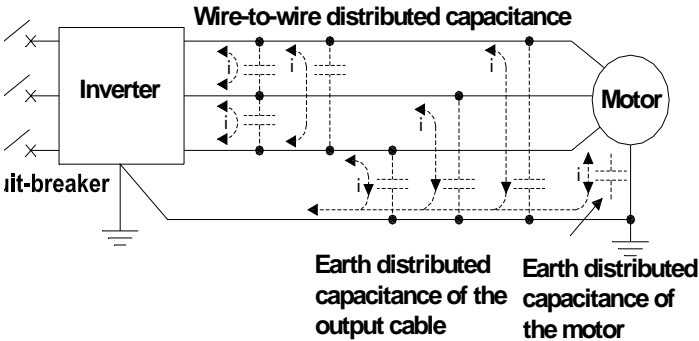 Wire-to-wire distributed capacitance
Inverter
Motor
i
i
i
i
i
i
i
i
uit-breaker
Earth distributed
capacitance of the
output cable
Earth distributed
capacitance of
the motor